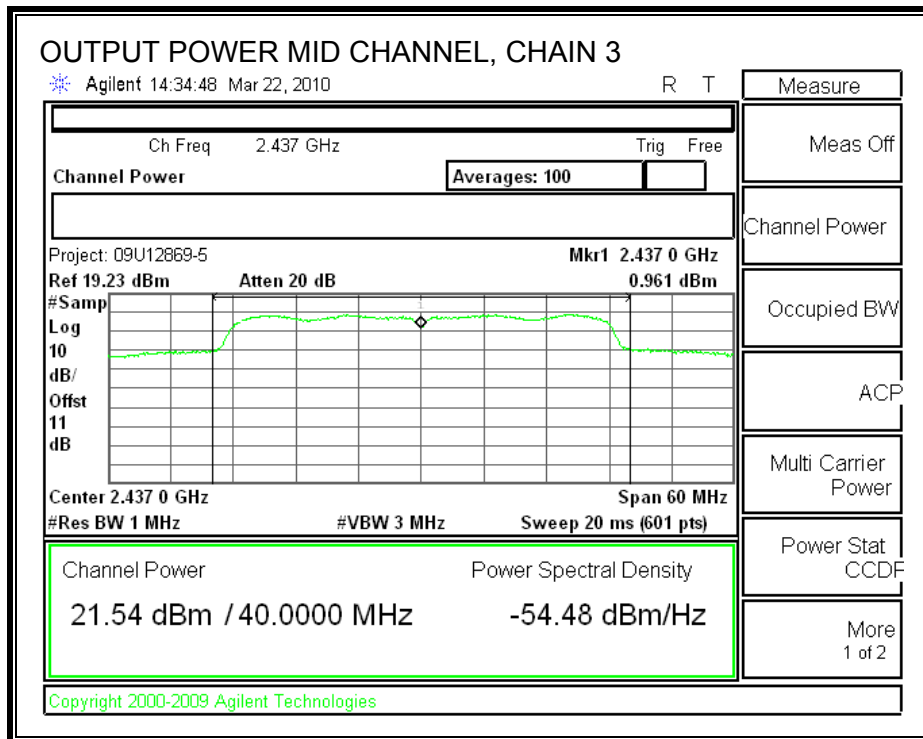 OUTPUT POWER MID CHANNEL, CHAIN 3
Agilent 14:34:48 Mar 22, 2010 R T
Measure
Ch Freq 2.437 GHz Trig Free
Meas Off
Channel Power Averages: 100
Channel Power
Project: 09U12869-5 Mkr1 2.437 0 GHz
Ref 19.23 dBm Atten 20 dB 0.961 dBm
#Samp
Log
10
dB/
Offst
11
dB
Occupied BW
ACP
Multi Carrier
Power
Center 2.437 0 GHz Span 60 MHz
#Res BW 1 MHz #VBW 3 MHz Sweep 20 ms (601 pts)
Power Stat
CCDF
Channel Power Power Spectral Density
21.54 dBm / 40.0000 MHz -54.48 dBm/Hz
More
1 of 2
Copyright 2000-2009 Agilent Technologies